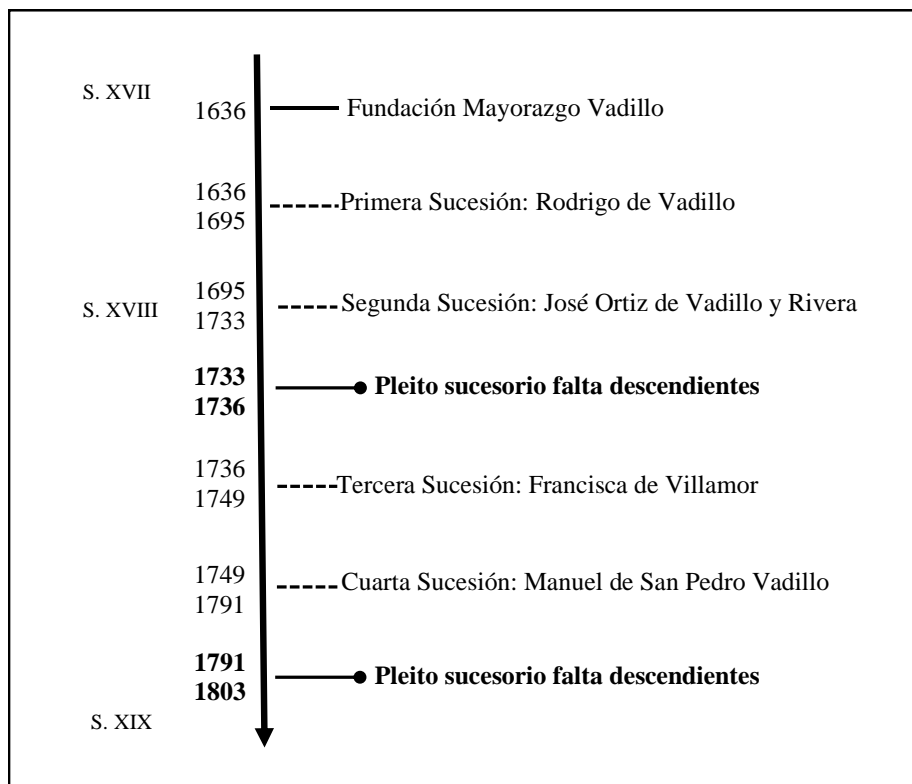 S. XVII
1636 Fundación Mayorazgo Vadillo
1636
1695
Primera Sucesión: Rodrigo de Vadillo
S. XVIII
1695
1733
Segunda Sucesión: José Ortiz de Vadillo y Rivera
1733
1736
Pleito sucesorio falta descendientes
1736
1749
Tercera Sucesión: Francisca de Villamor
1749
1791
Cuarta Sucesión: Manuel de San Pedro Vadillo
1791
1803
Pleito sucesorio falta descendientes
S. XIX